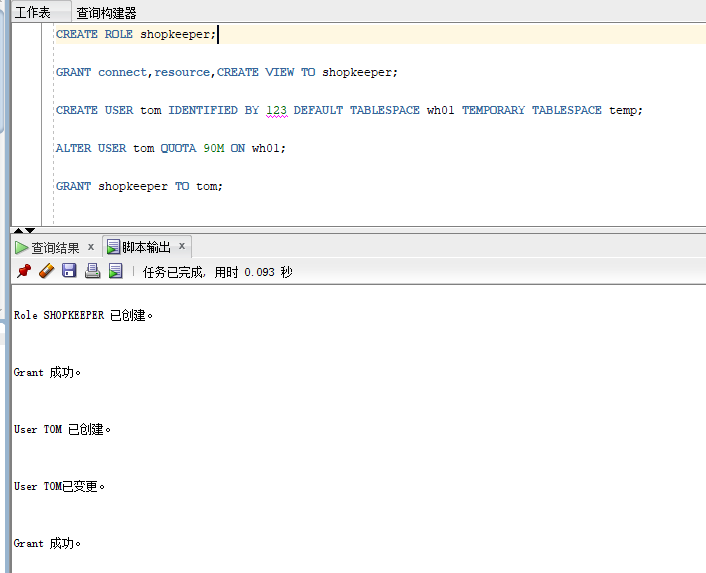 工作表 查询构建器
CREATE ROLE shopkeeper;
GRANT connect,resource,CREATE VIEW TO shopkeeper;
CREATE USER tom IDENTIFIED BY 123 DEFAULT TABLESPACE wh01 TEMPORARY TABLESPACE temp;
ALTER USER tom QUOTA 90M ON wh01;
GRANT shopkeeper TO tom;
查询结果 x 脚本输出 x
任务已完成, 用时 0.093 秒
Role SHOPKEEPER 已创建。
Grant 成功。
User TOM 已创建。
User TOM已变更。
Grant 成功。